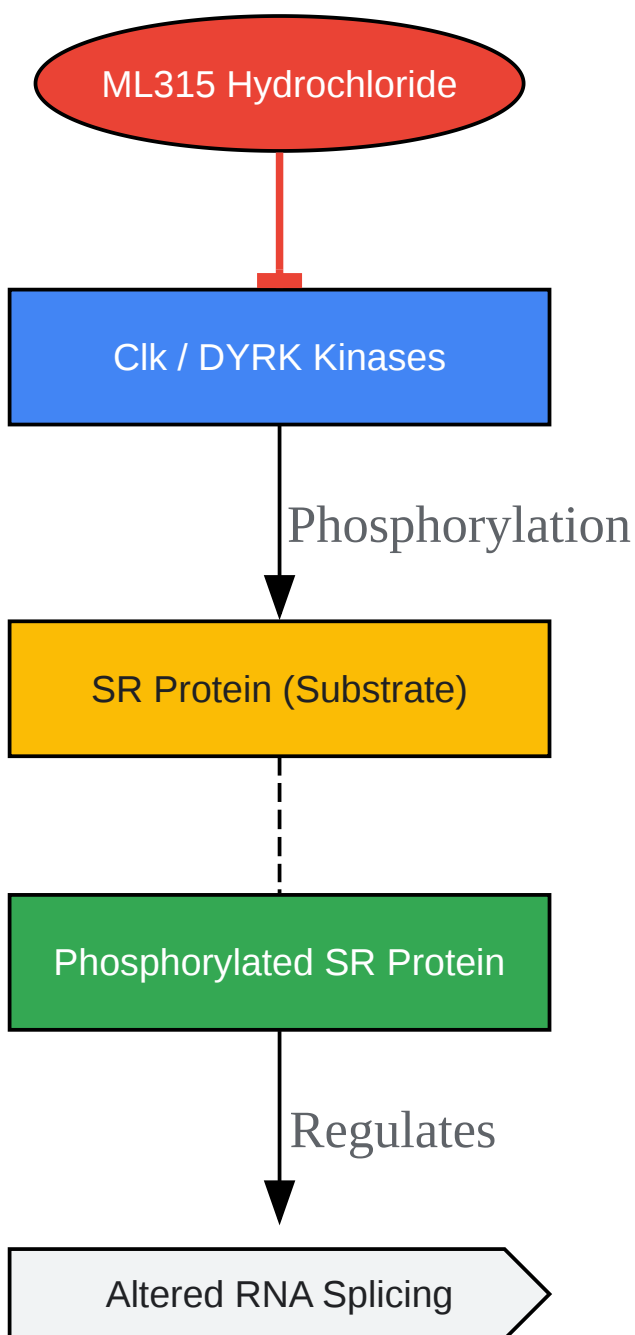 ML315 Hydrochloride
Clk / DYRK Kinases
Phosphorylation
SR Protein (Substrate)
Phosphorylated SR Protein
Regulates
Altered RNA Splicing